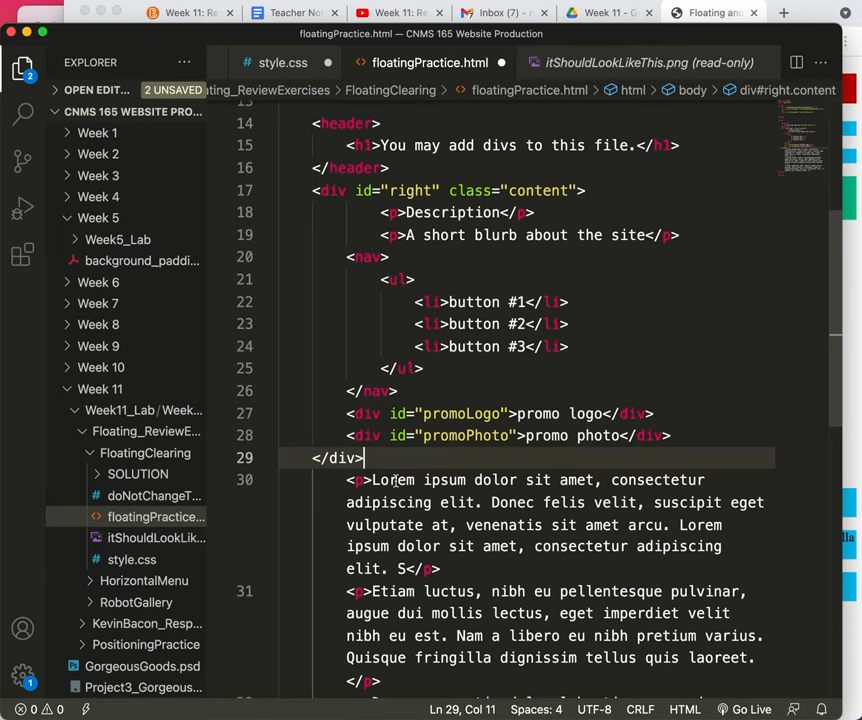 Week 11: Re
Teacher Not
Week 11: Re
Inbox (7) - r
Week 11 - G
Floating and
floatingPractice.html — CNMS 165 Website Production
2
EXPLORER
style.css
floatingPractice.html
itShouldLookLikeThis.png (read-only)
OPEN EDIT...
2 UNSAVED
ting_ReviewExercises > FloatingClearing > floatingPractice.html > html > body > div#right.content
CNMS 165 WEBSITE PRO...
Week 1
Week 2
Week 3
Week 4
Week 5
Week5_Lab
background_paddi...
Week 6
Week 7
Week 8
Week 9
Week 10
Week 11
Week11_Lab / Week...
Floating_ReviewE...
FloatingClearing
SOLUTION
doNotChangeT...
floatingPractice...
itShouldLookLik...
style.css
HorizontalMenu
RobotGallery
KevinBacon_Resp...
PositioningPractice
GorgeousGoods.psd
Project3_Gorgeous...
13
14 <header>
15 <h1>You may add divs to this file.</h1>
16 </header>
17 <div id="right" class="content">
18 <p>Description</p>
19 <p>A short blurb about the site</p>
20 <nav>
21 <ul>
22 <li>button #1</li>
23 <li>button #2</li>
24 <li>button #3</li>
25 </ul>
26 </nav>
27 <div id="promoLogo">promo logo</div>
28 <div id="promoPhoto">promo photo</div>
29 </div>
30 <p>Lorem ipsum dolor sit amet, consectetur
adipiscing elit. Donec felis velit, suscipit eget
vulputate at, venenatis sit amet arcu. Lorem
ipsum dolor sit amet, consectetur adipiscing
elit. S</p>
31 <p>Etiam luctus, nibh eu pellentesque pulvinar,
augue dui mollis lectus, eget imperdiet velit
nibh eu est. Nam a libero eu nibh pretium varius.
Quisque fringilla dignissim tellus quis laoreet.
</p>
lla
1
0 0
Ln 29, Col 11
Spaces: 4
UTF-8
CRLF
HTML
Go Live